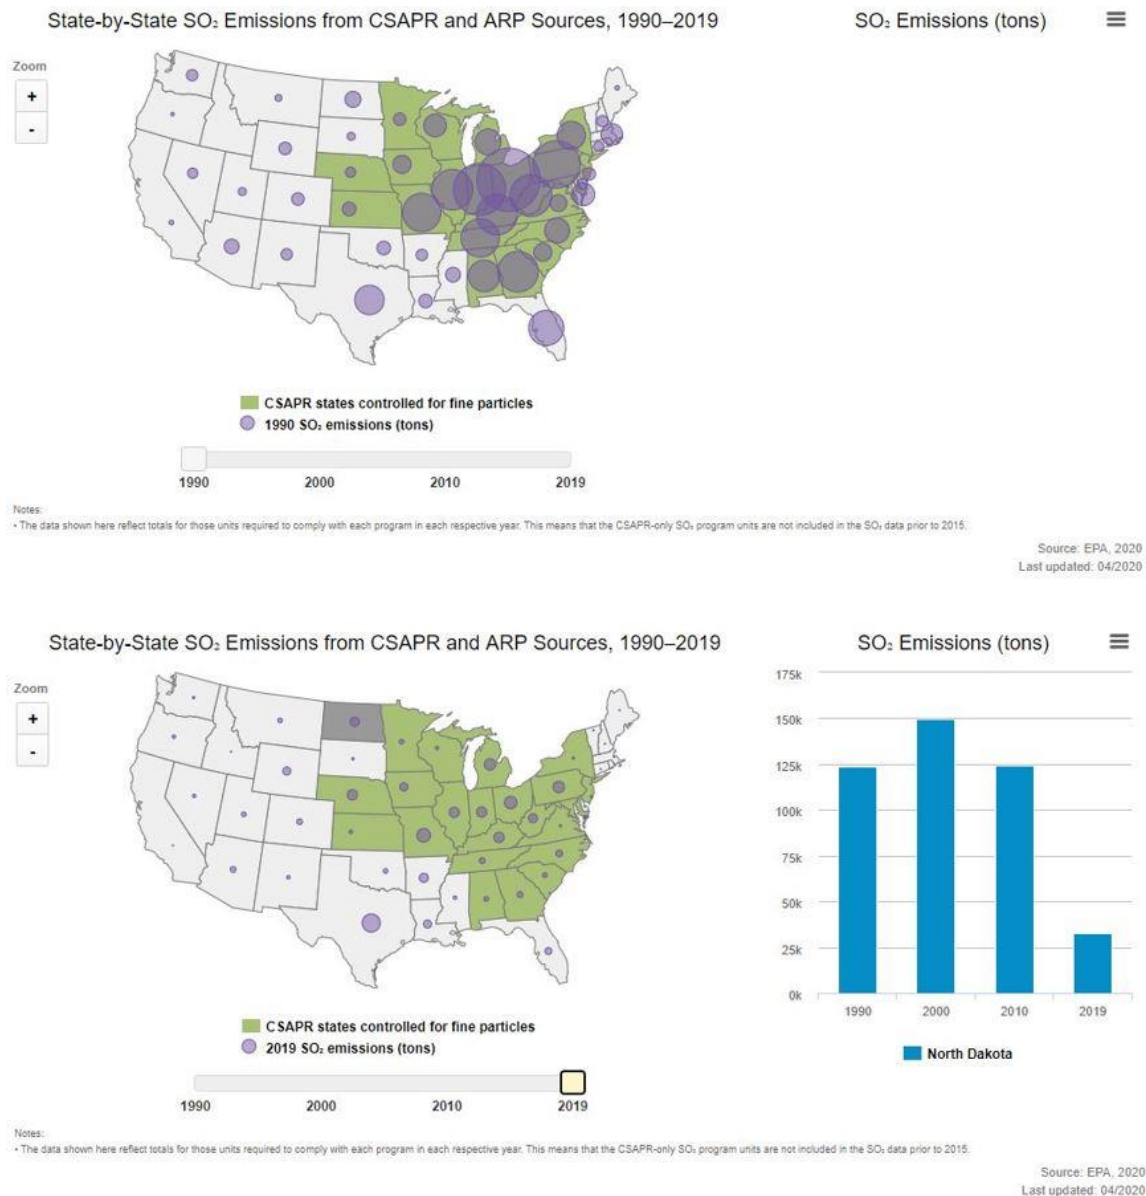 State-by-State SO₂ Emissions from CSAPR and ARP Sources, 1990–2019
SO₂ Emissions (tons)
Zoom
+
-
CSAPR states controlled for fine particles
1990 SO₂ emissions (tons)
1990 2000 2010 2019
Notes:
• The data shown here reflect totals for those units required to comply with each program in each respective year. This means that the CSAPR-only SO₂ program units are not included in the SO₂ data prior to 2015.
Source: EPA, 2020
Last updated: 04/2020
State-by-State SO₂ Emissions from CSAPR and ARP Sources, 1990–2019
SO₂ Emissions (tons)
Zoom
+
-
175k
150k
125k
100k
75k
50k
25k
0k
1990 2000 2010 2019
North Dakota
CSAPR states controlled for fine particles
2019 SO₂ emissions (tons)
1990 2000 2010 2019
Notes:
• The data shown here reflect totals for those units required to comply with each program in each respective year. This means that the CSAPR-only SO₂ program units are not included in the SO₂ data prior to 2015.
Source: EPA, 2020
Last updated: 04/2020